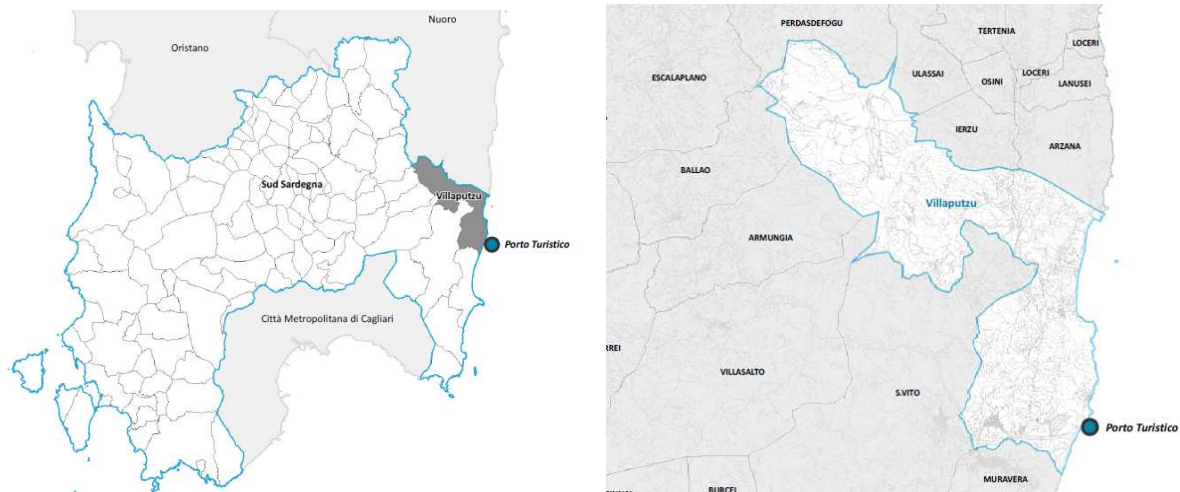 Nuoro
Oristano
Sud Sardegna
Villaputzu
Porto Turistico
Città Metropolitana di Cagliari
PERDASDEFOGU
TERTENIA
LOCERI
ESCALAPLANO
ULASSAI
LOCERI
OSINI
LANUSEI
IERZU
ARZANA
BALLAO
Villaputzu
ARMUNGIA
RREI
VILLASALTO
S.VITO
Porto Turistico
MURAVERA
BURCEI